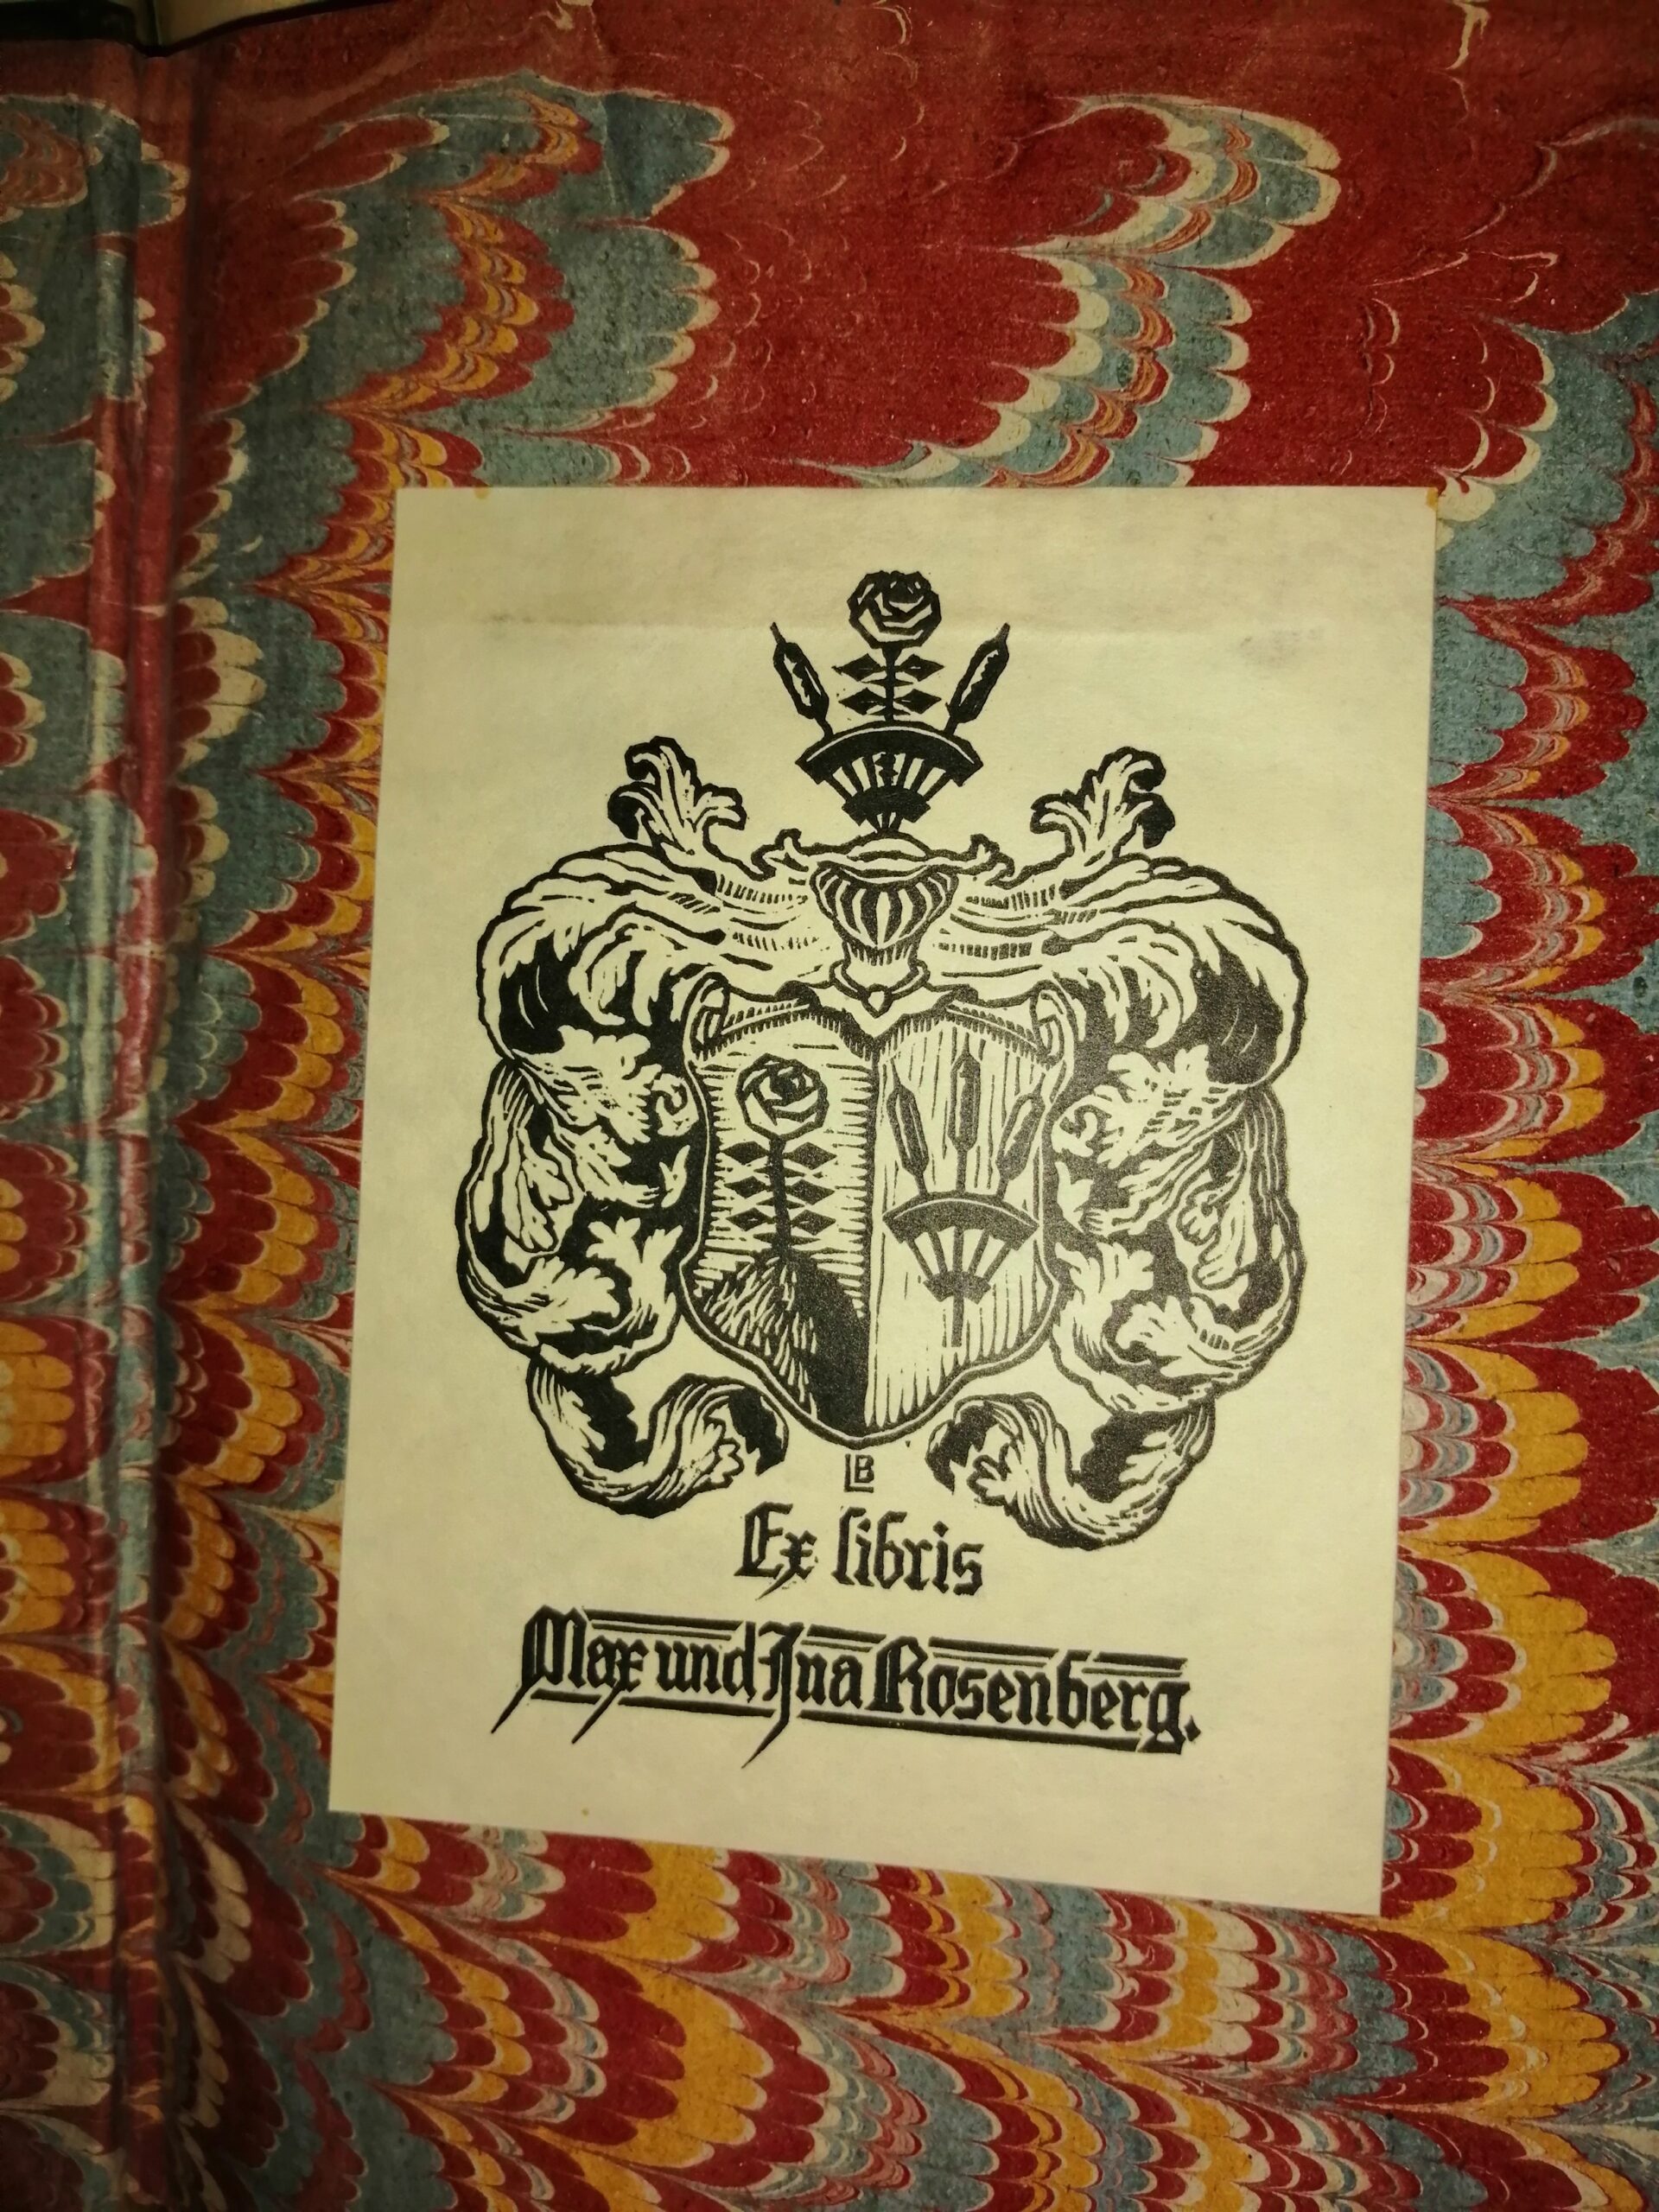 LB
Ex libris
Max und Ina Rosenberg.